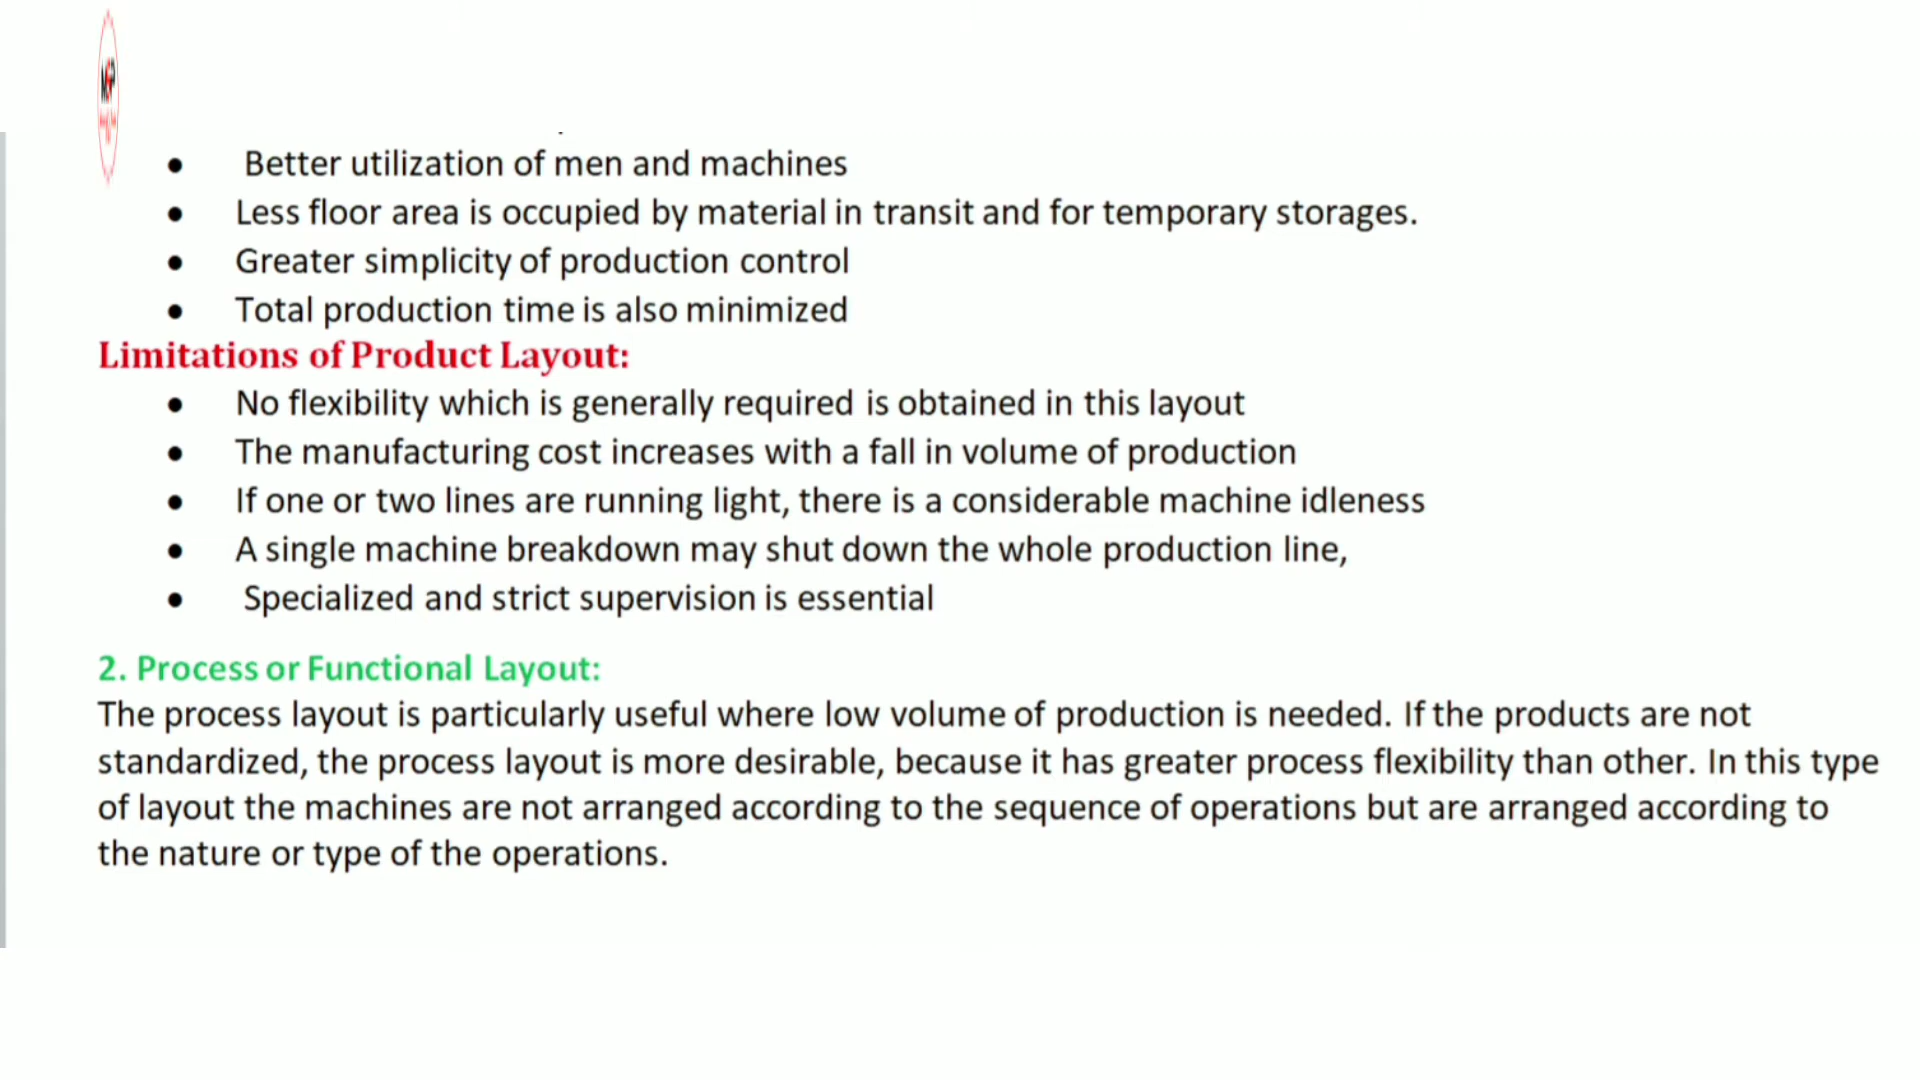 • Better utilization of men and machines
• Less floor area is occupied by material in transit and for temporary storages.
• Greater simplicity of production control
• Total production time is also minimized
Limitations of Product Layout:
• No flexibility which is generally required is obtained in this layout
• The manufacturing cost increases with a fall in volume of production
• If one or two lines are running light, there is a considerable machine idleness
• A single machine breakdown may shut down the whole production line,
• Specialized and strict supervision is essential
2. Process or Functional Layout:
The process layout is particularly useful where low volume of production is needed. If the products are not
standardized, the process layout is more desirable, because it has greater process flexibility than other. In this type
of layout the machines are not arranged according to the sequence of operations but are arranged according to
the nature or type of the operations.